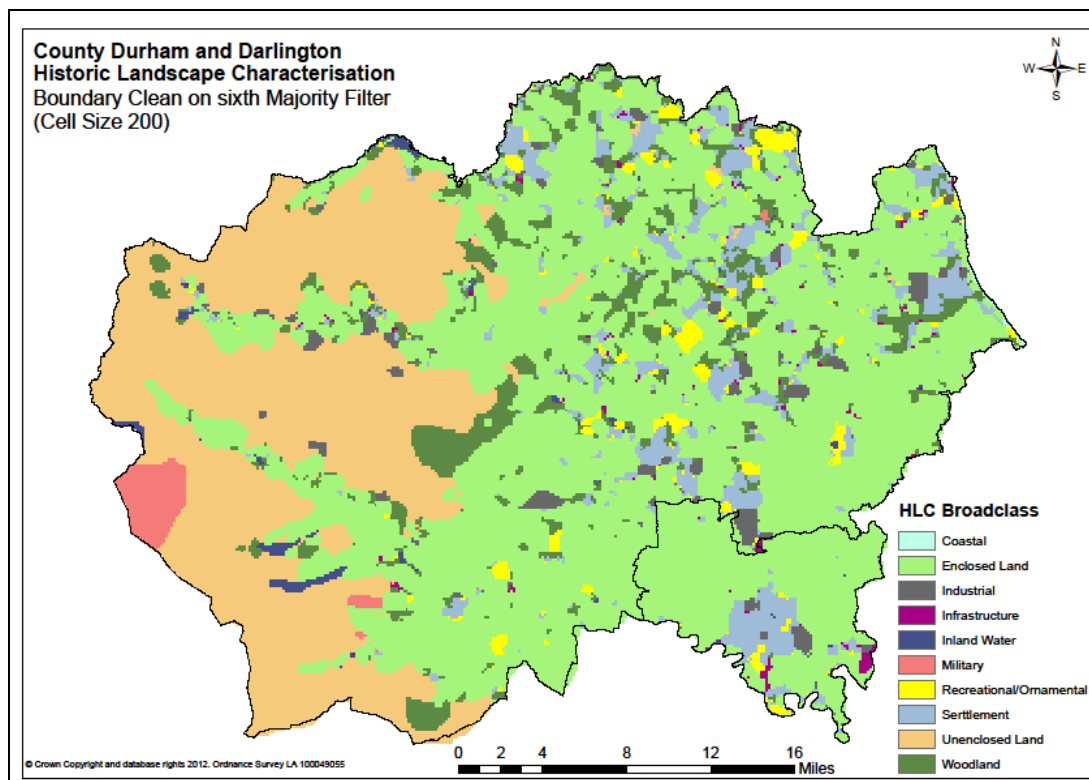 County Durham and Darlington
Historic Landscape Characterisation
Boundary Clean on sixth Majority Filter
(Cell Size 200)
N
W E
S
HLC Broadclass
Coastal
Enclosed Land
Industrial
Infrastructure
Inland Water
Military
Recreational/Ornamental
Serttlement
Unenclosed Land
Woodland
0 2 4 8 12 16
Miles
© Crown Copyright and database rights 2012. Ordnance Survey LA 100049055